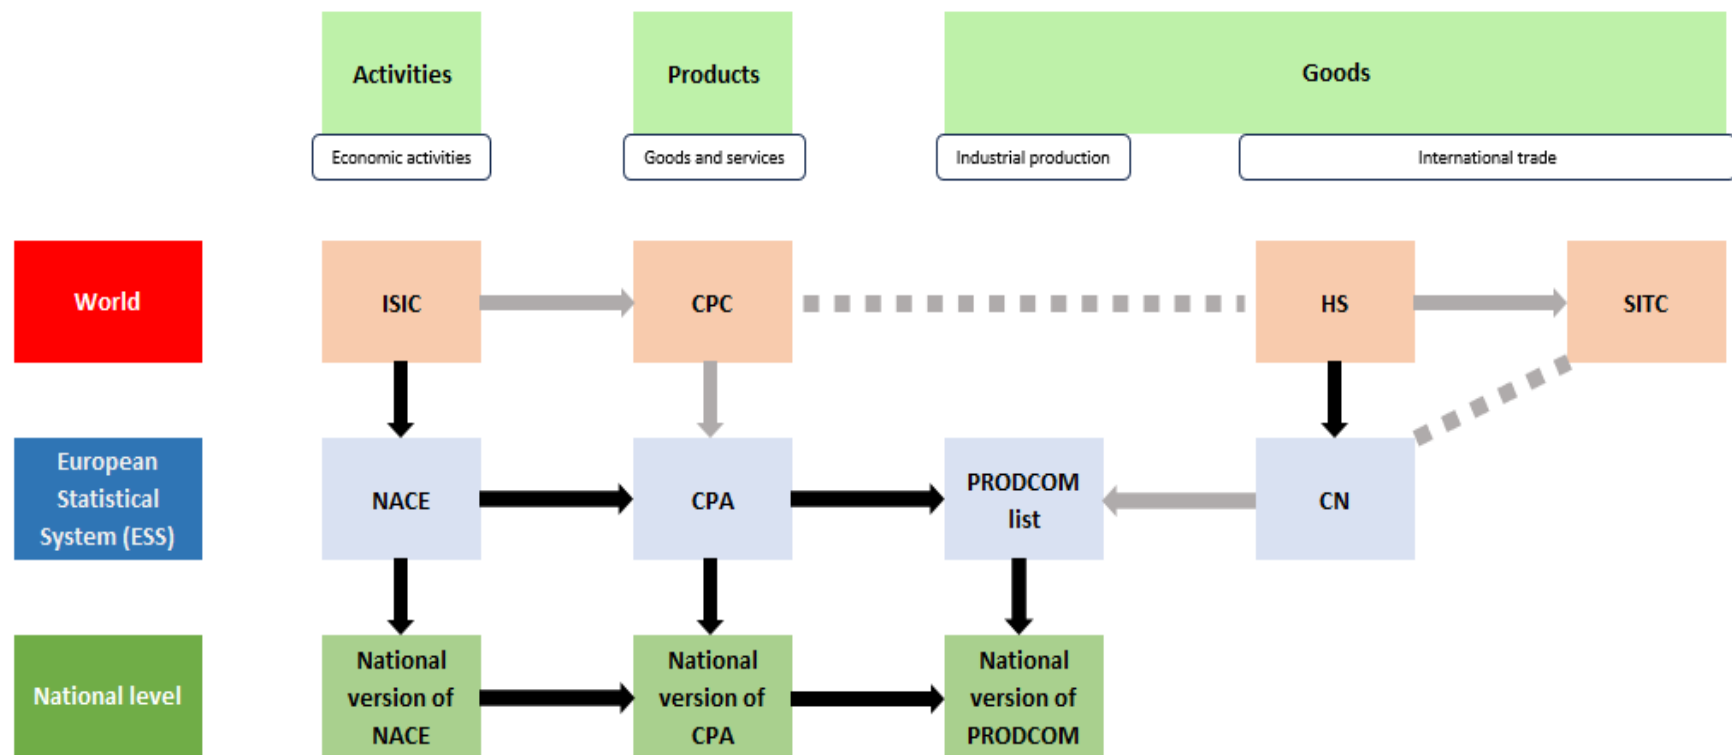 Activities
Products
Goods
Economic activities
Goods and services
Industrial production
International trade
World
ISIC
CPC
HS
SITC
European
Statistical
System (ESS)
NACE
CPA
PRODCOM
list
CN
National level
National
version of
NACE
National
version of
CPA
National
version of
PRODCOM